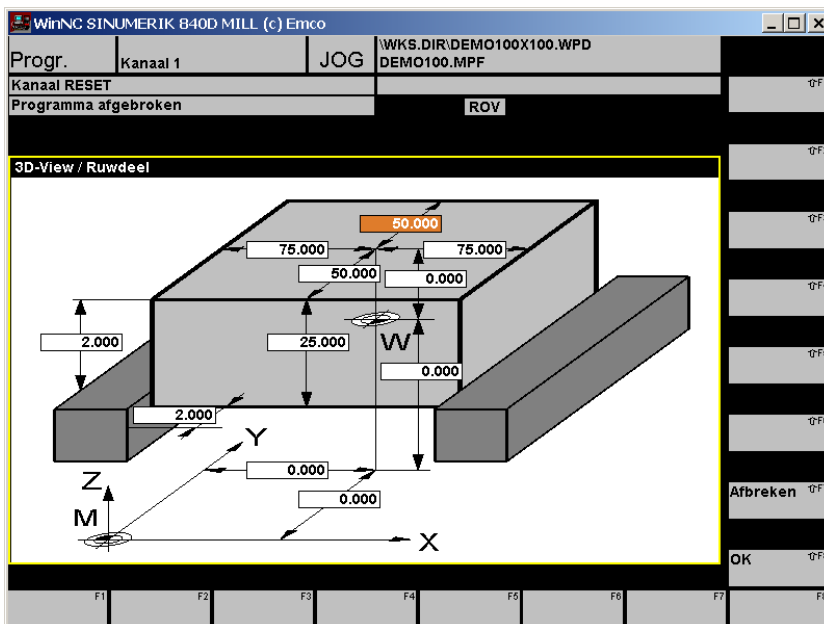 WinNC SINUMERIK 840D MILL (c) Emco
Progr.
Kanaal 1
JOG
\WKS.DIR\DEMO100X100.WPD
DEMO100.MPF
Kanaal RESET
Programma afgebroken
ROV
3D-View / Ruwdeel
50.000
75.000
75.000
50.000
0.000
2.000
25.000
W
0.000
2.000
Y
0.000
Z
0.000
M
X
Afbreken
OK
F1
F2
F3
F4
F5
F6
F7